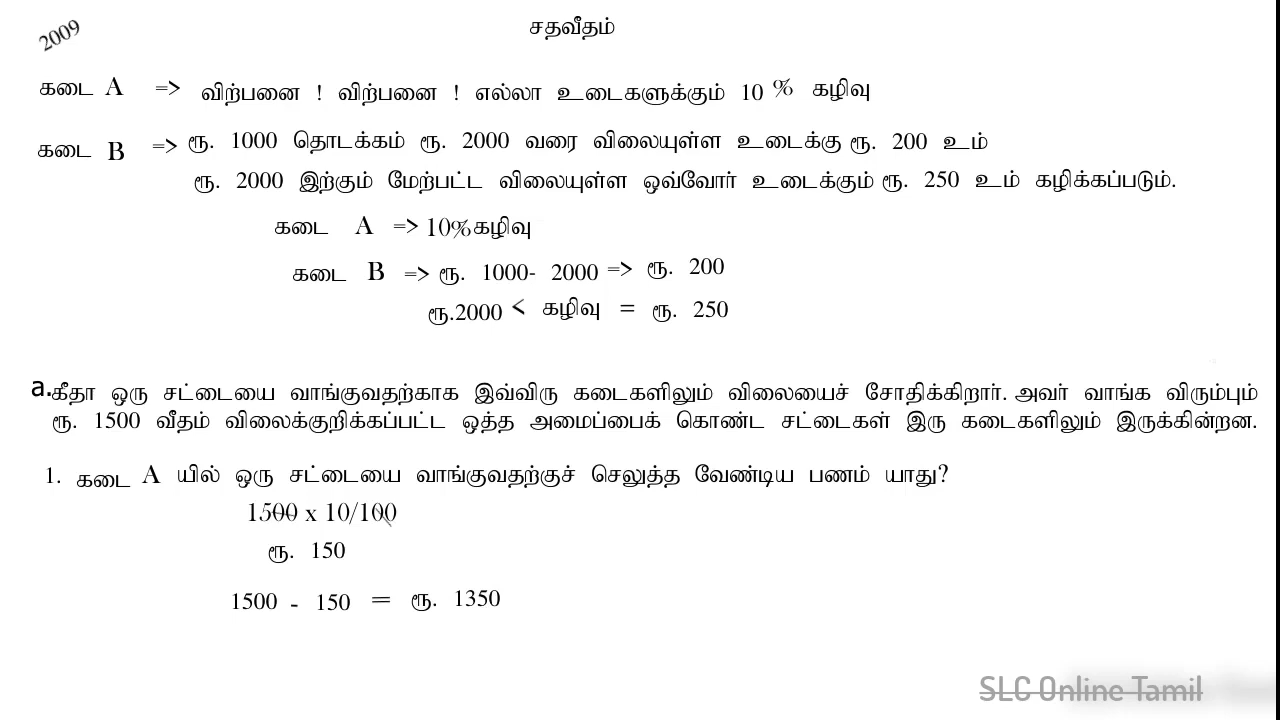 2009
சதவீதம்
கடை A => விற்பனை ! விற்பனை ! எல்லா உடைகளுக்கும் 10 % கழிவு
கடை B => ரூ. 1000 தொடக்கம் ரூ. 2000 வரை விலையுள்ள உடைக்கு ரூ. 200 உம்
ரூ. 2000 இற்கும் மேற்பட்ட விலையுள்ள ஒவ்வோர் உடைக்கும் ரூ. 250 உம் கழிக்கப்படும்.
கடை A => 10% கழிவு
கடை B => ரூ. 1000- 2000 => ரூ. 200
ரூ.2000 < கழிவு = ரூ. 250
a.கீதா ஒரு சட்டையை வாங்குவதற்காக இவ்விரு கடைகளிலும் விலையைச் சோதிக்கிறார். அவர் வாங்க விரும்பும்
ரூ. 1500 வீதம் விலைக்குறிக்கப்பட்ட ஒத்த அமைப்பைக் கொண்ட சட்டைகள் இரு கடைகளிலும் இருக்கின்றன.
1. கடை A யில் ஒரு சட்டையை வாங்குவதற்குச் செலுத்த வேண்டிய பணம் யாது?
1500 x 10/100
ரூ. 150
1500 - 150 = ரூ. 1350
SLC Online Tamil